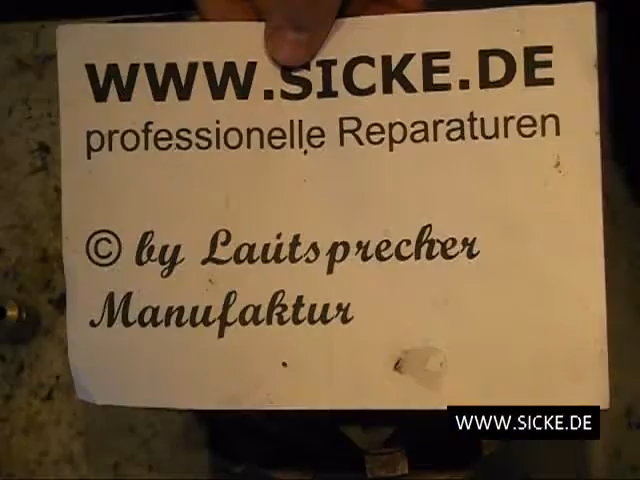 WWW.SICKE.DE
professionelle Reparaturen
© by Lautsprecher
Manufaktur
WWW.SICKE.DE